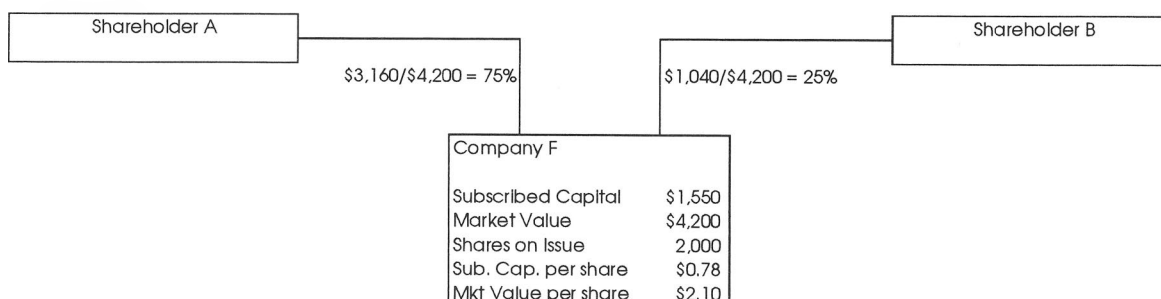 Shareholder A
Shareholder B
$3,160/$4,200 = 75%
$1,040/$4,200 = 25%
Company F
Subscribed Capital $1,550
Market Value $4,200
Shares on Issue 2,000
Sub. Cap. per share $0.78
Mkt Value per share $2.10